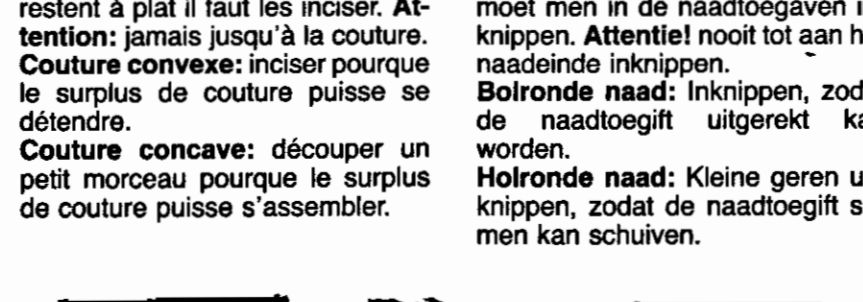 restent à plat il faut les inciser. At-
tention: jamais jusqu'à la couture.
Couture convexe: inciser pourque
le surplus de couture puisse se
détendre.
Couture concave: découper un
petit morceau pourque le surplus
de couture puisse s'assembler.
moet men in de naadtoegaven i
knippen. Attentie! nooit tot aan h
naadeinde inknippen.
Bolronde naad: Inknippen, zod
de naadtoegift uitgerekt ka
worden.
Holronde naad: Kleine geren u
knippen, zodat de naadtoegift s
men kan schuiven.